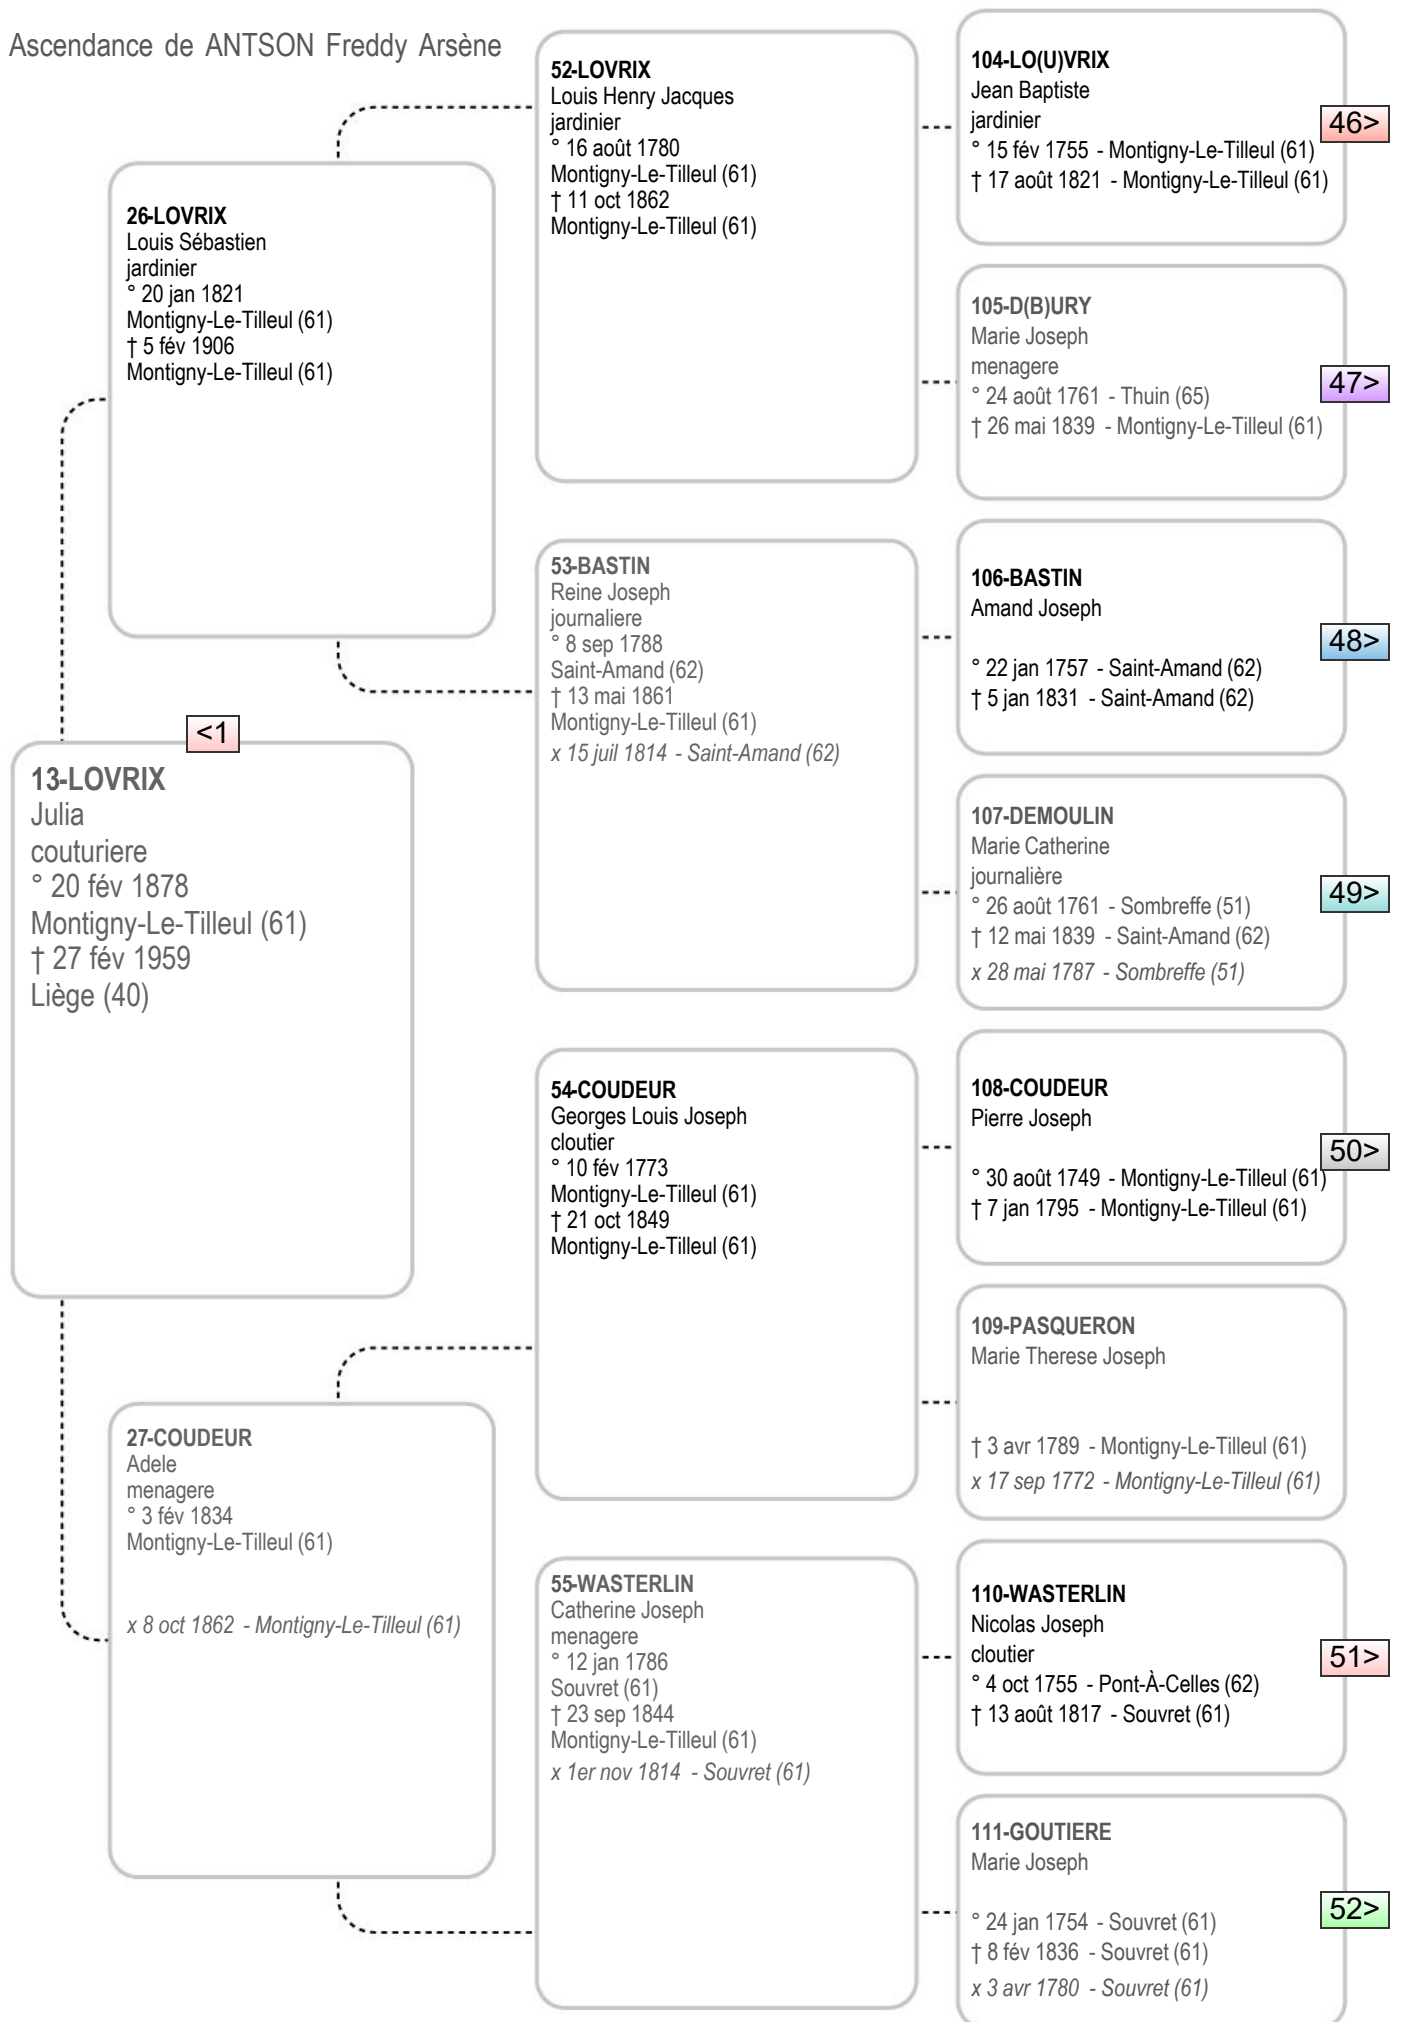 Ascendance de ANTSON Freddy Arsène
<1
13-LOVRIX
Julia
couturiere
° 20 fév 1878
Montigny-Le-Tilleul (61)
† 27 fév 1959
Liège (40)
26-LOVRIX
Louis Sébastien
jardinier
° 20 jan 1821
Montigny-Le-Tilleul (61)
† 5 fév 1906
Montigny-Le-Tilleul (61)
27-COUDEUR
Adele
menagere
° 3 fév 1834
Montigny-Le-Tilleul (61)
x 8 oct 1862 - Montigny-Le-Tilleul (61)
52-LOVRIX
Louis Henry Jacques
jardinier
° 16 août 1780
Montigny-Le-Tilleul (61)
† 11 oct 1862
Montigny-Le-Tilleul (61)
53-BASTIN
Reine Joseph
journaliere
° 8 sep 1788
Saint-Amand (62)
† 13 mai 1861
Montigny-Le-Tilleul (61)
x 15 juil 1814 - Saint-Amand (62)
54-COUDEUR
Georges Louis Joseph
cloutier
° 10 fév 1773
Montigny-Le-Tilleul (61)
† 21 oct 1849
Montigny-Le-Tilleul (61)
55-WASTERLIN
Catherine Joseph
menagere
° 12 jan 1786
Souvret (61)
† 23 sep 1844
Montigny-Le-Tilleul (61)
x 1er nov 1814 - Souvret (61)
104-LO(U)VRIX
Jean Baptiste
jardinier
° 15 fév 1755 - Montigny-Le-Tilleul (61)
† 17 août 1821 - Montigny-Le-Tilleul (61)
46>
105-D(B)URY
Marie Joseph
menagere
° 24 août 1761 - Thuin (65)
† 26 mai 1839 - Montigny-Le-Tilleul (61)
47>
106-BASTIN
Amand Joseph
° 22 jan 1757 - Saint-Amand (62)
† 5 jan 1831 - Saint-Amand (62)
48>
107-DEMOULIN
Marie Catherine
journalière
° 26 août 1761 - Sombreffe (51)
† 12 mai 1839 - Saint-Amand (62)
x 28 mai 1787 - Sombreffe (51)
49>
108-COUDEUR
Pierre Joseph
° 30 août 1749 - Montigny-Le-Tilleul (61)
† 7 jan 1795 - Montigny-Le-Tilleul (61)
50>
109-PASQUERON
Marie Therese Joseph
† 3 avr 1789 - Montigny-Le-Tilleul (61)
x 17 sep 1772 - Montigny-Le-Tilleul (61)
110-WASTERLIN
Nicolas Joseph
cloutier
° 4 oct 1755 - Pont-À-Celles (62)
† 13 août 1817 - Souvret (61)
51>
111-GOUTIERE
Marie Joseph
° 24 jan 1754 - Souvret (61)
† 8 fév 1836 - Souvret (61)
x 3 avr 1780 - Souvret (61)
52>